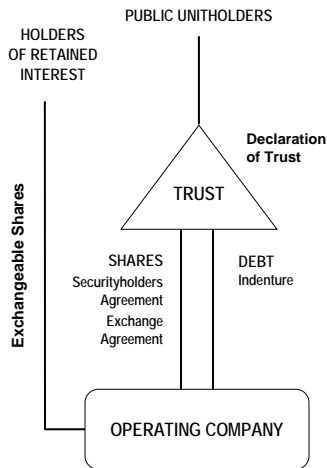 PUBLIC UNITHOLDERS
HOLDERS
OF RETAINED
INTEREST
Declaration
of Trust
TRUST
Exchangeable Shares
SHARES
Securityholders
Agreement
Exchange
Agreement
DEBT
Indenture
OPERATING COMPANY